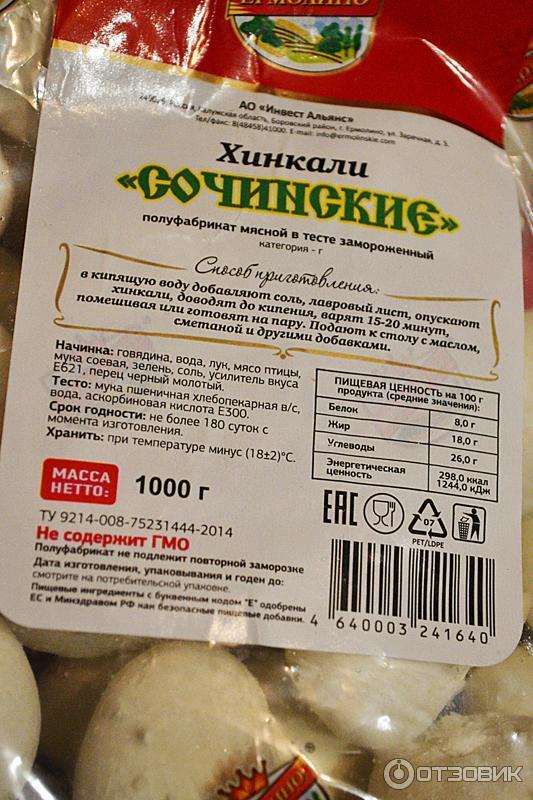 ЕРМОЛИНО
АО «Инвест Альянс»
Калужская область, Боровский район, г. Ермолино, ул. Заречная, д. 5
Тел/факс: 8(48458)41000. E-mail: info@ermolinskie.com
Хинкали
«СОЧИНСКИЕ»
полуфабрикат мясной в тесте замороженный
категория - г
Способ приготовления:
в кипящую воду добавляют соль, лавровый лист, опускают
хинкали, доводят до кипения, варят 15-20 минут,
помешивая или готовят на пару. Подают к столу с маслом,
сметаной и другими добавками.
Начинка: говядина, вода, лук, мясо птицы,
мука соевая, зелень, соль, усилитель вкуса
Е621, перец черный молотый.
Тесто: мука пшеничная хлебопекарная в/с,
вода, аскорбиновая кислота Е300.
Срок годности: не более 180 суток с
момента изготовления.
Хранить: при температуре минус (18±2)°С.
ПИЩЕВАЯ ЦЕННОСТЬ на 100 г
продукта (средние значения):
Белок 8,0 г
Жир 18,0 г
Углеводы 26,0 г
Энергетическая ценность 298,0 ккал
1244,0 кДж
МАССА
НЕТТО:
1000 г
EAC
07
PET/LDPE
ТУ 9214-008-75231444-2014
Не содержит ГМО
Полуфабрикат не подлежит повторной заморозке
Дата изготовления, упаковывания и годен до:
смотрите на потребительской упаковке.
Пищевые ингредиенты с буквенным кодом "Е" одобрены
ЕС и Минздравом РФ как безопасные пищевые добавки.
4 640003 241640
ОТЗОВИК